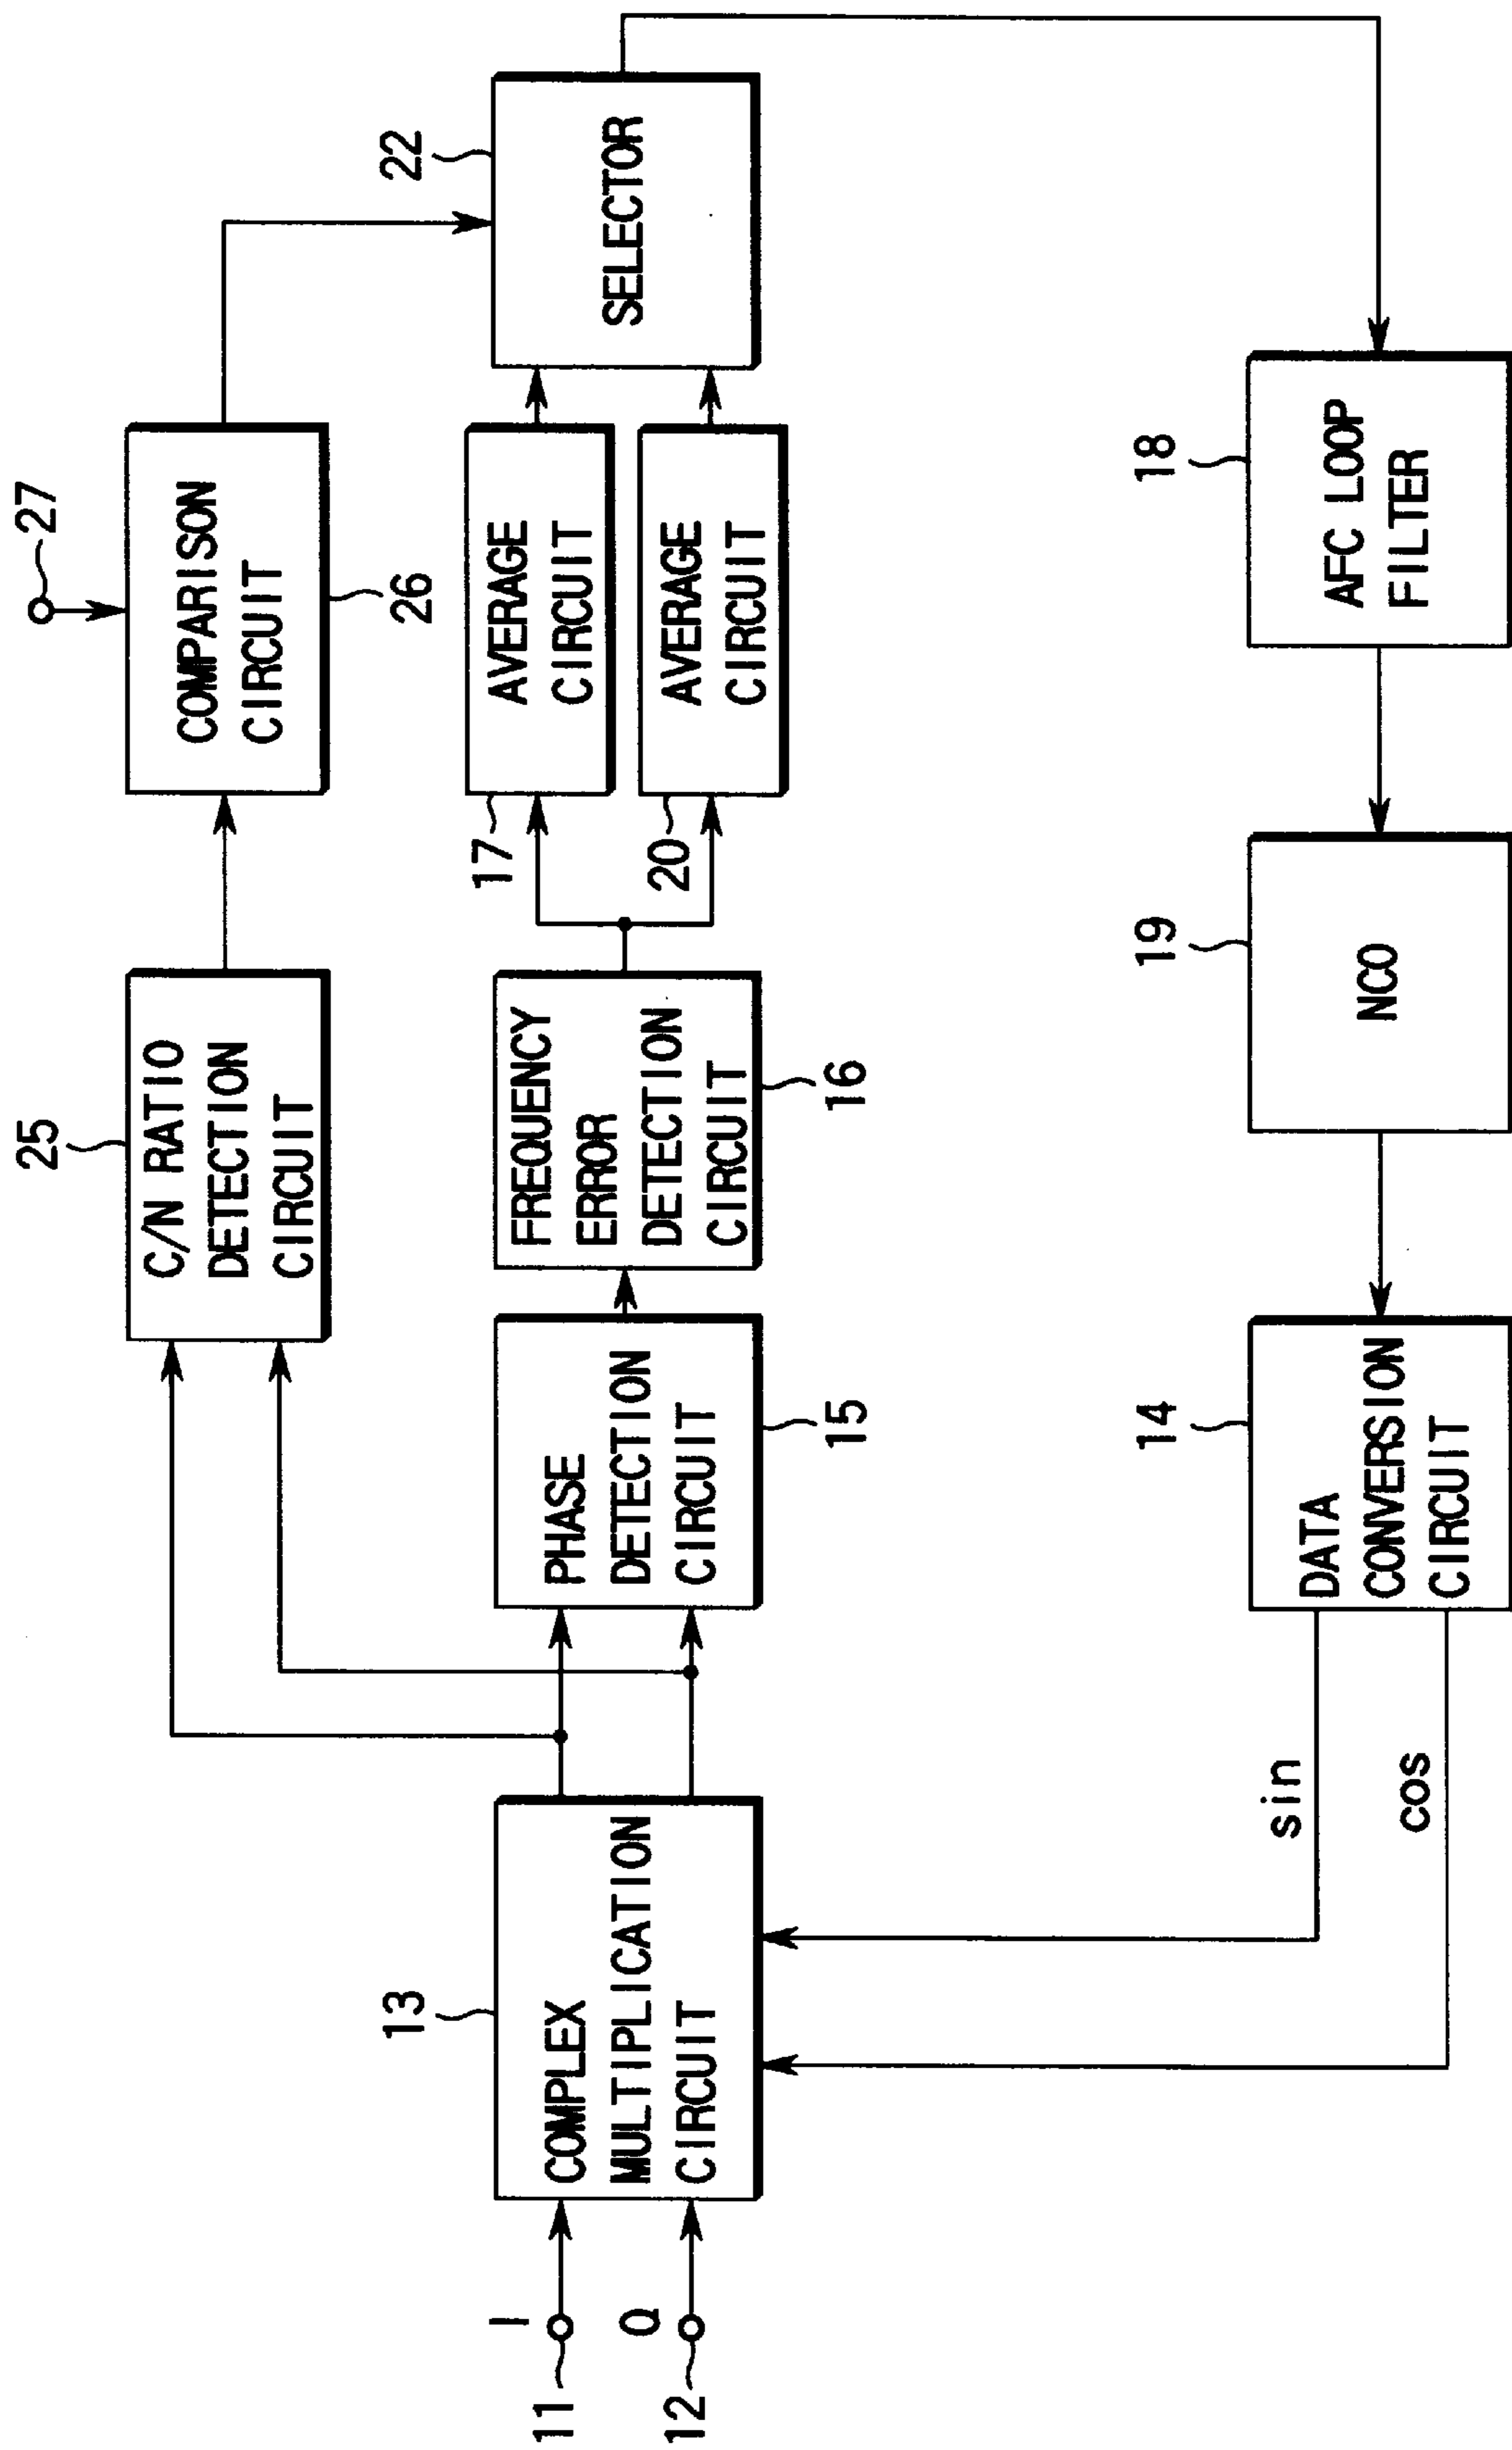 27
25
C/N RATIO
DETECTION
CIRCUIT
COMPARISON
CIRCUIT
26
22
SELECTOR
13
COMPLEX
MULTIPLICATION
CIRCUIT
I
11
Q
12
PHASE
DETECTION
CIRCUIT
15
FREQUENCY
ERROR
DETECTION
CIRCUIT
16
17
AVERAGE
CIRCUIT
20
AVERAGE
CIRCUIT
14
DATA
CONVERSION
CIRCUIT
sin
cos
19
NCO
18
AFC LOOP
FILTER